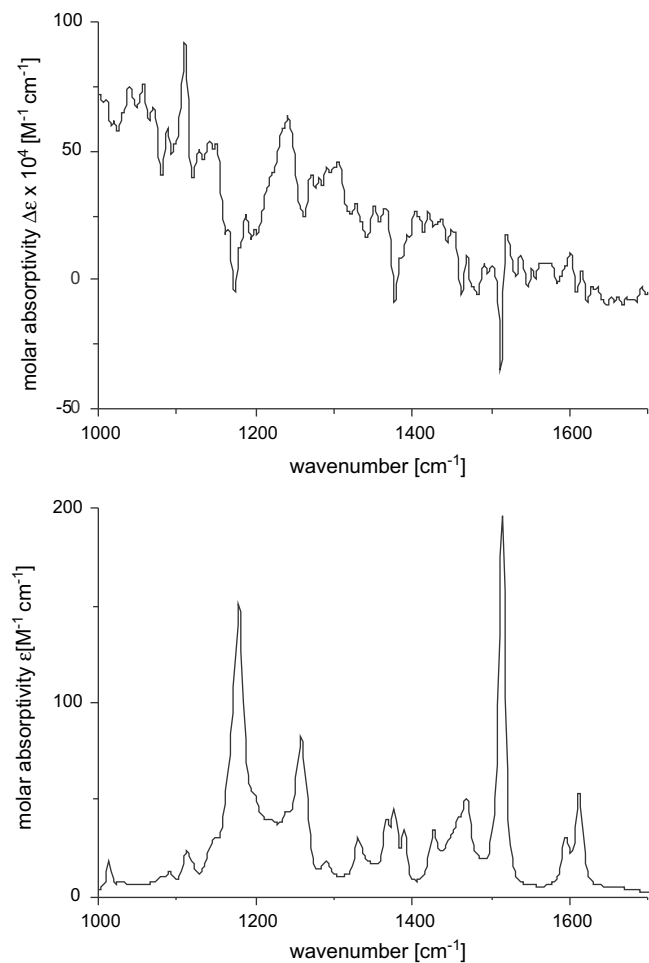 100
50
0
-50
molar absorptivity Δε x 10⁴ [M⁻¹ cm⁻¹]
1000 1200 1400 1600
wavenumber [cm⁻¹]
200
100
0
molar absorptivity ε[M⁻¹ cm⁻¹]
1000 1200 1400 1600
wavenumber [cm⁻¹]